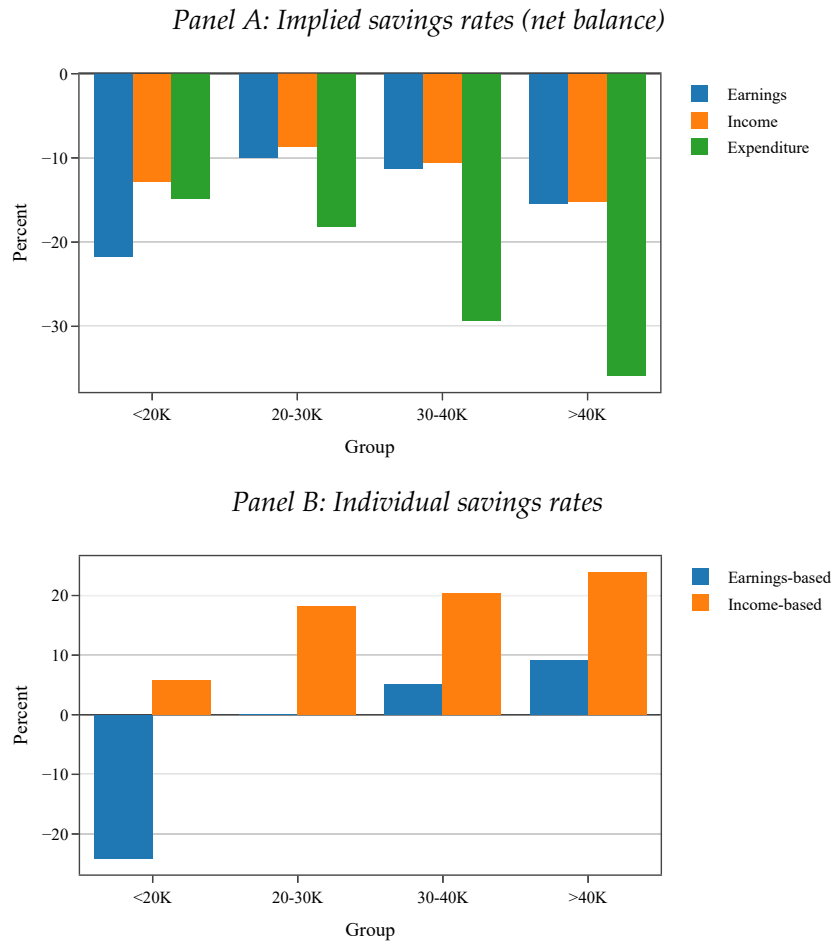 Panel A: Implied savings rates (net balance)
0
−10
−20
−30
Percent
<20K
20-30K
30-40K
>40K
Group
Earnings
Income
Expenditure
Panel B: Individual savings rates
20
10
0
−10
−20
Percent
<20K
20-30K
30-40K
>40K
Group
Earnings-based
Income-based